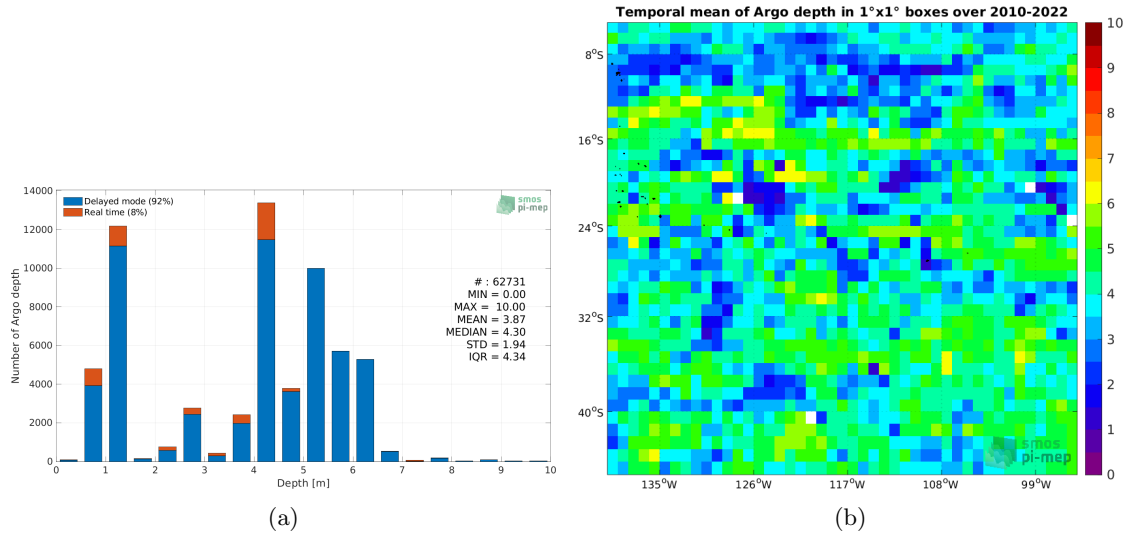 14000
12000
10000
8000
6000
4000
2000
0
Number of Argo depth
Delayed mode (92%)
Real time (8%)
smos
pi-mep
# : 62731
MIN = 0.00
MAX = 10.00
MEAN = 3.87
MEDIAN = 4.30
STD = 1.94
IQR = 4.34
0 1 2 3 4 5 6 7 8 9 10
Depth [m]
(a)
Temporal mean of Argo depth in 1°x1° boxes over 2010-2022
8°S
16°S
24°S
32°S
40°S
135°W 126°W 117°W 108°W 99°W
smos
pi-mep
10
9
8
7
6
5
4
3
2
1
0
(b)